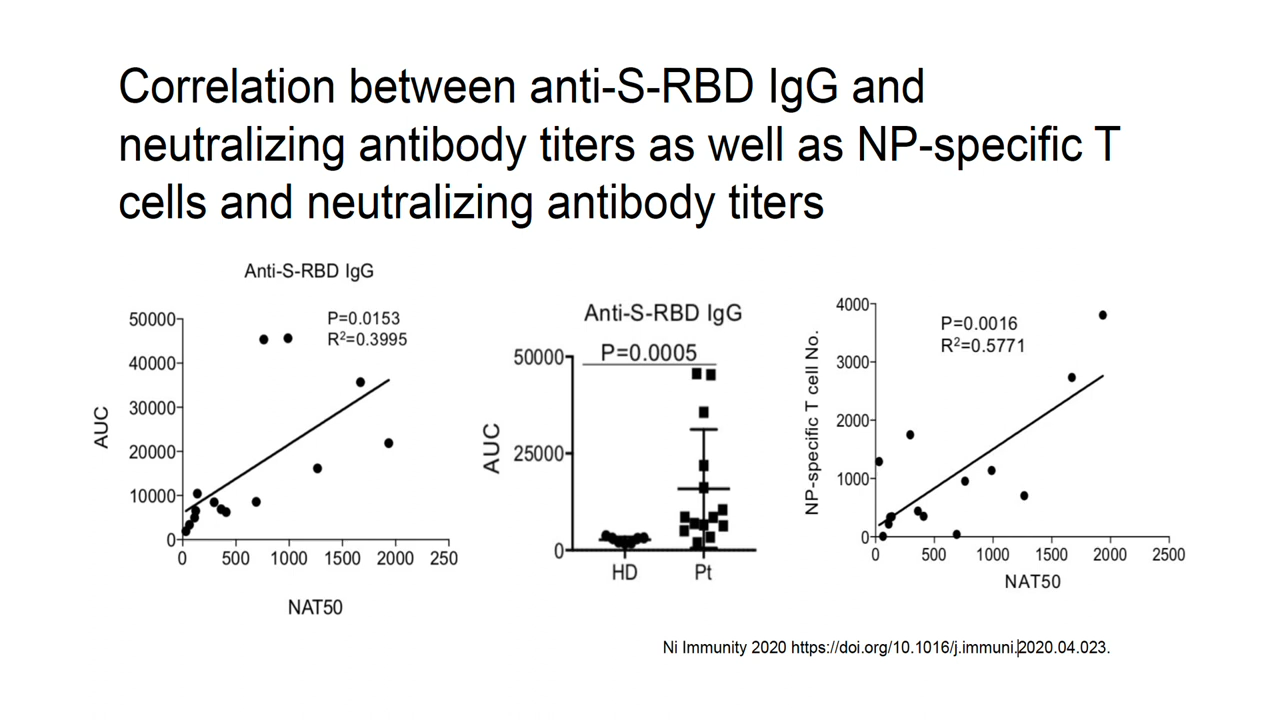 Correlation between anti-S-RBD IgG and
neutralizing antibody titers as well as NP-specific T
cells and neutralizing antibody titers
Anti-S-RBD IgG
P=0.0153
R²=0.3995
AUC
50000
40000
30000
20000
10000
0
0 500 1000 1500 2000 2500
NAT50
Anti-S-RBD IgG
P=0.0005
AUC
50000
25000
0
HD Pt
P=0.0016
R²=0.5771
NP-specific T cell No.
4000
3000
2000
1000
0
0 500 1000 1500 2000 2500
NAT50
Ni Immunity 2020 https://doi.org/10.1016/j.immuni.2020.04.023.